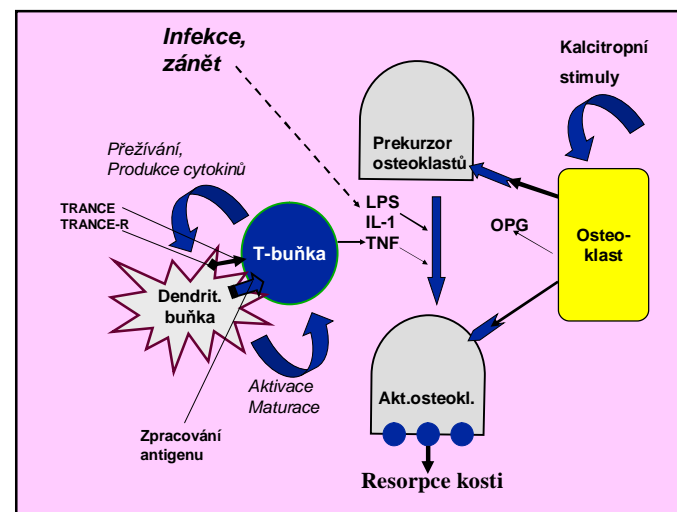 Infekce,
zánět
Kalcitropní
stimuly
Prekurzor
osteoklastů
Přežívání,
Produkce cytokinů
TRANCE
TRANCE-R
LPS
IL-1
TNF
T-buňka
OPG
Osteo-
klast
Dendrit.
buňka
Aktivace
Maturace
Akt.osteokl.
Zpracování
antigenu
Resorpce kosti